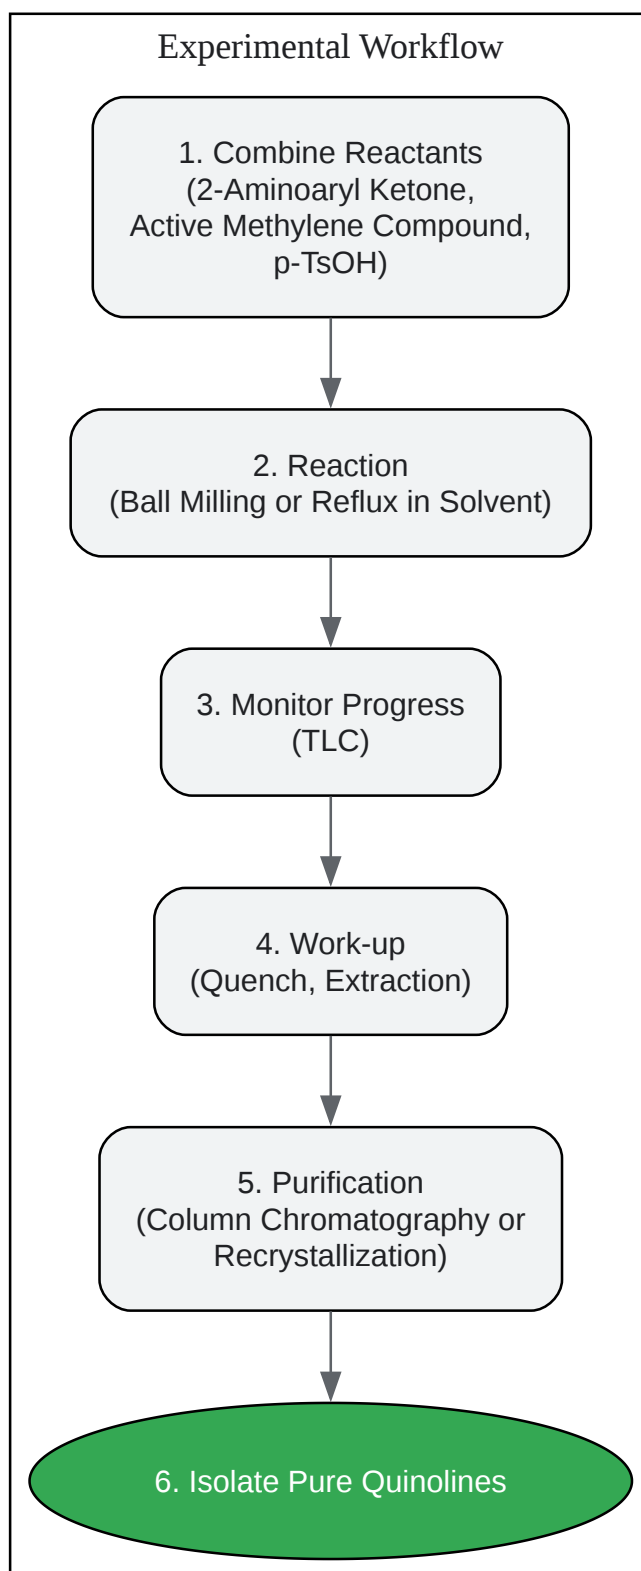 Experimental Workflow
1. Combine Reactants
(2-Aminoaryl Ketone,
Active Methylene Compound,
p-TsOH)
2. Reaction
(Ball Milling or Reflux in Solvent)
3. Monitor Progress
(TLC)
4. Work-up
(Quench, Extraction)
5. Purification
(Column Chromatography or
Recrystallization)
6. Isolate Pure Quinolines